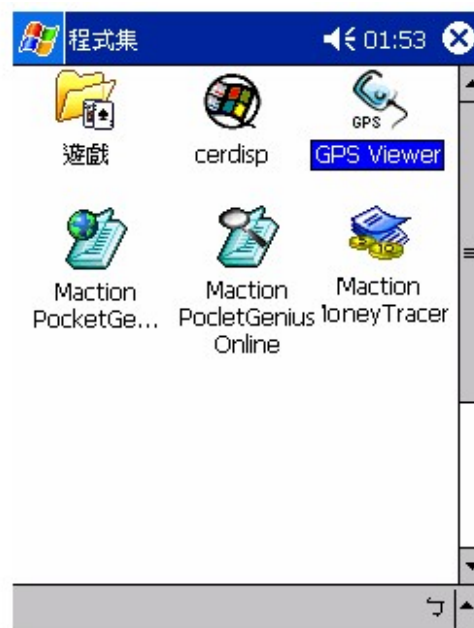 程式集 01:53
GPS
遊戲 cerdisp GPS Viewer
Maction Maction Maction
PocketGe... PocletGenius loneyTracer
Online
ㄅ